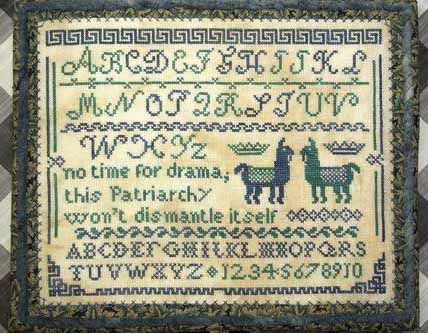 ABCDEFGHIJKL
MNOPQRSTUV
WXYZ
no time for drama,
this Patriarchy
won't dismantle itself
ABCDEFGHIJKLMNOPQRS
TUVWXYZ 12345678910